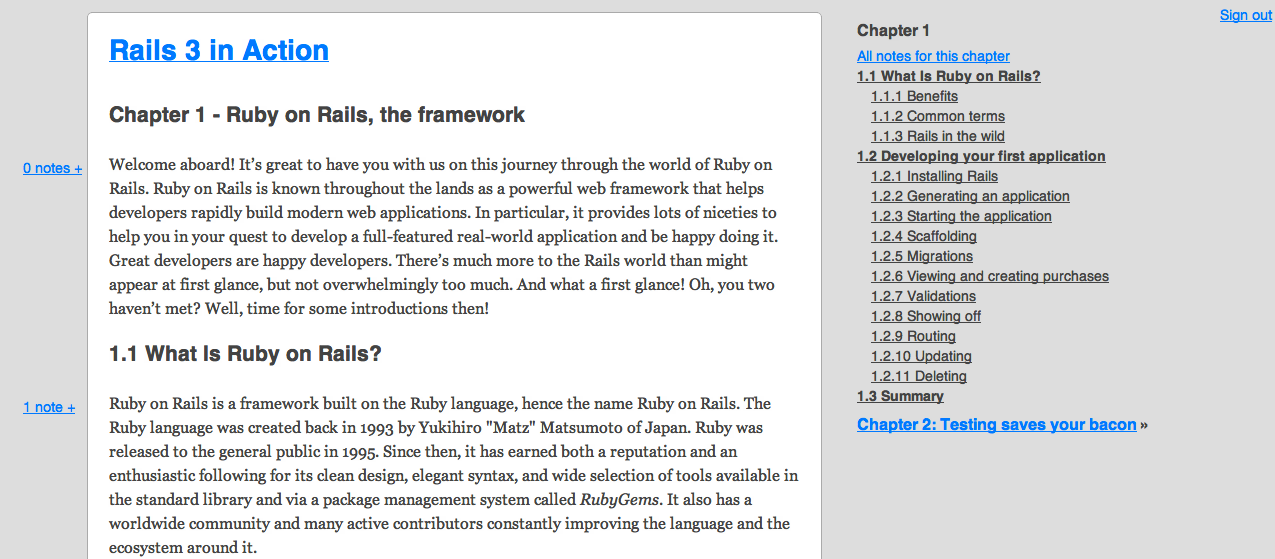 Sign out
Rails 3 in Action
Chapter 1 - Ruby on Rails, the framework
0 notes +
Welcome aboard! It’s great to have you with us on this journey through the world of Ruby on
Rails. Ruby on Rails is known throughout the lands as a powerful web framework that helps
developers rapidly build modern web applications. In particular, it provides lots of niceties to
help you in your quest to develop a full-featured real-world application and be happy doing it.
Great developers are happy developers. There’s much more to the Rails world than might
appear at first glance, but not overwhelmingly too much. And what a first glance! Oh, you two
haven’t met? Well, time for some introductions then!
1.1 What Is Ruby on Rails?
1 note +
Ruby on Rails is a framework built on the Ruby language, hence the name Ruby on Rails. The
Ruby language was created back in 1993 by Yukihiro "Matz" Matsumoto of Japan. Ruby was
released to the general public in 1995. Since then, it has earned both a reputation and an
enthusiastic following for its clean design, elegant syntax, and wide selection of tools available in
the standard library and via a package management system called RubyGems. It also has a
worldwide community and many active contributors constantly improving the language and the
ecosystem around it.
Chapter 1
All notes for this chapter
1.1 What Is Ruby on Rails?
1.1.1 Benefits
1.1.2 Common terms
1.1.3 Rails in the wild
1.2 Developing your first application
1.2.1 Installing Rails
1.2.2 Generating an application
1.2.3 Starting the application
1.2.4 Scaffolding
1.2.5 Migrations
1.2.6 Viewing and creating purchases
1.2.7 Validations
1.2.8 Showing off
1.2.9 Routing
1.2.10 Updating
1.2.11 Deleting
1.3 Summary
Chapter 2: Testing saves your bacon »